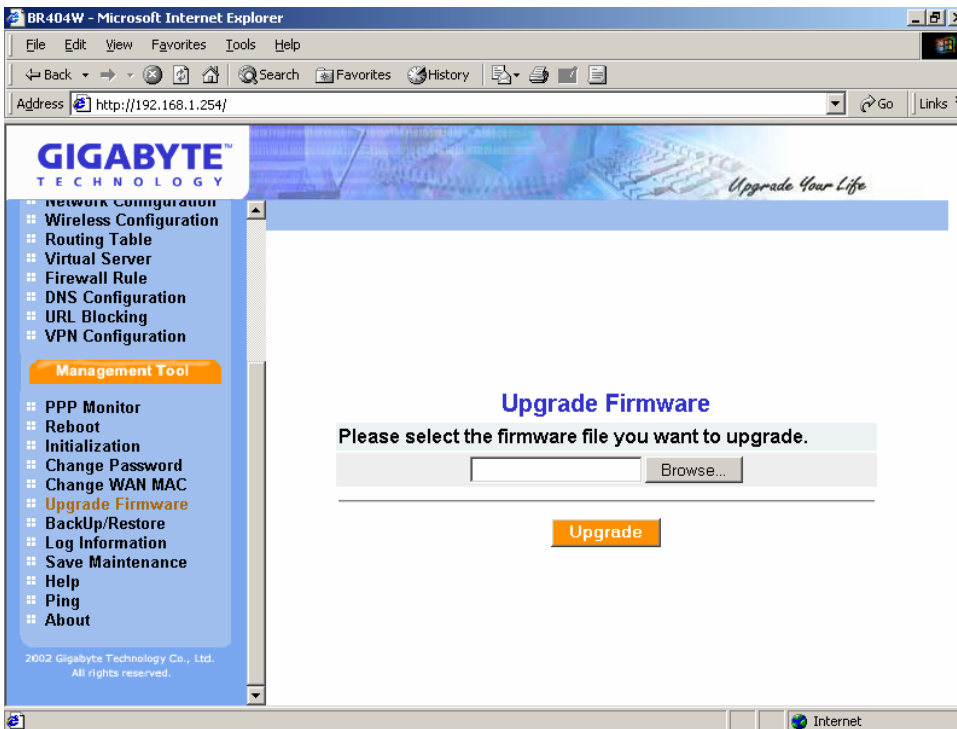 BR404W - Microsoft Internet Explorer
File Edit View Favorites Tools Help
Back Search Favorites History
Address http://192.168.1.254/ Go Links
GIGABYTE™
TECHNOLOGY
Upgrade Your Life
Network Configuration
Wireless Configuration
Routing Table
Virtual Server
Firewall Rule
DNS Configuration
URL Blocking
VPN Configuration
Management Tool
PPP Monitor
Reboot
Initialization
Change Password
Change WAN MAC
Upgrade Firmware
BackUp/Restore
Log Information
Save Maintenance
Help
Ping
About
2002 Gigabyte Technology Co., Ltd.
All rights reserved.
Upgrade Firmware
Please select the firmware file you want to upgrade.
Browse...
Upgrade
Internet